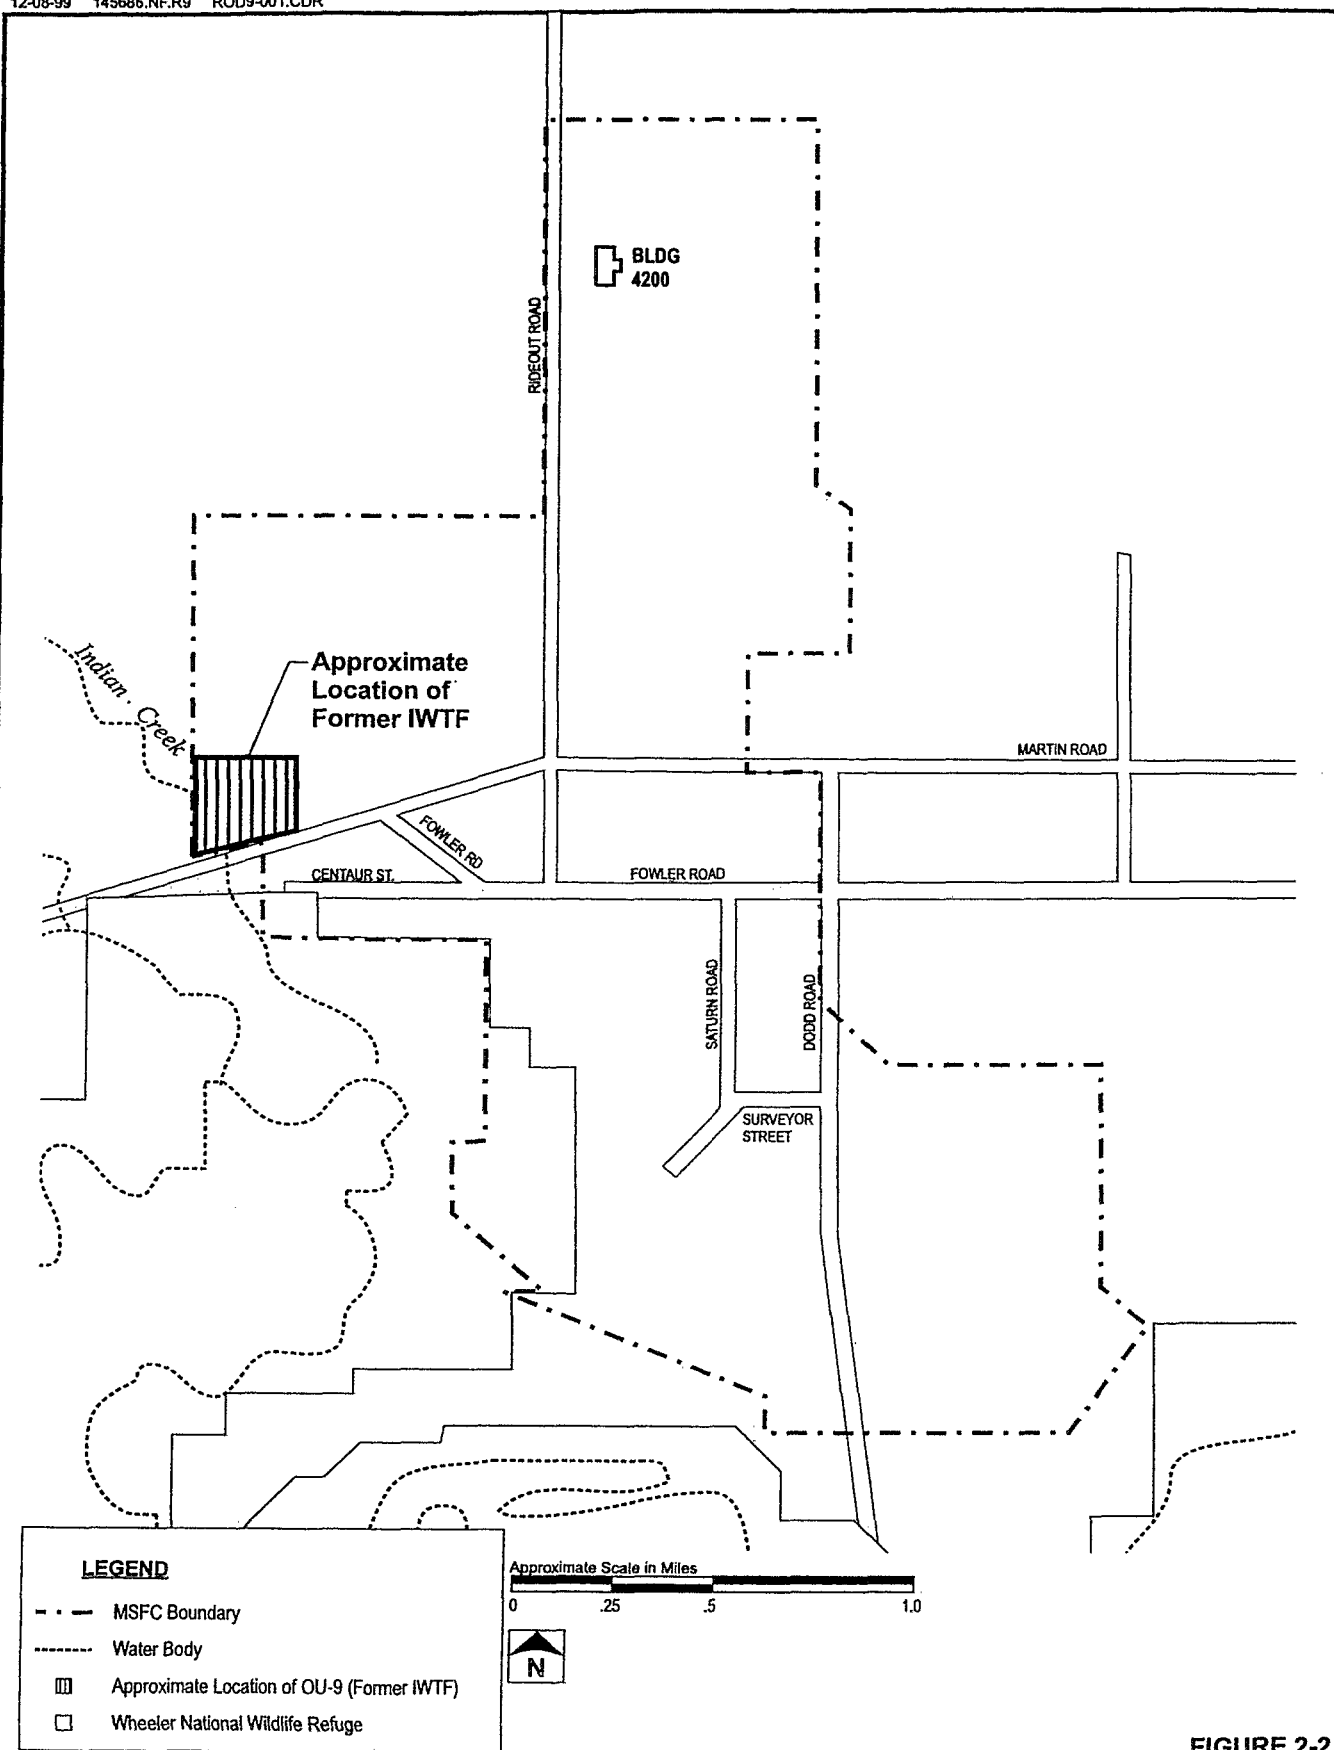 12-08-99 145686.NF.R9 ROD9-001.CDR
BLDG
4200
RIDEOUT ROAD
Indian Creek
Approximate
Location of
Former IWTF
MARTIN ROAD
FOWLER RD
CENTAUR ST.
FOWLER ROAD
SATURN ROAD
DODD ROAD
SURVEYOR
STREET
LEGEND
MSFC Boundary
Water Body
Approximate Location of OU-9 (Former IWTF)
Wheeler National Wildlife Refuge
Approximate Scale in Miles
0 .25 .5 1.0
N
FIGURE 2-2